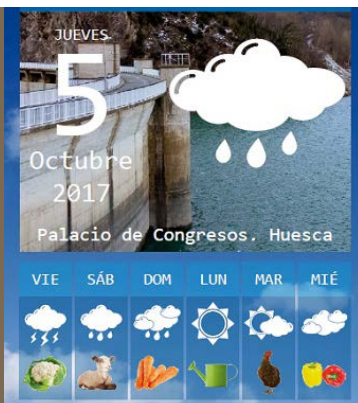 JUEVES
5
Octubre
2017
Palacio de Congresos. Huesca
VIE SÁB DOM LUN MAR MIÉ